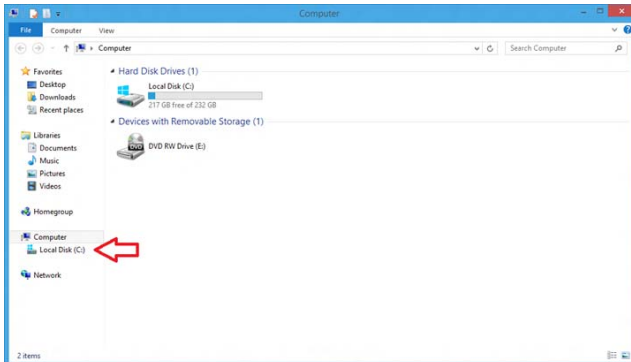 Computer
File Computer View
Computer
Search Computer
Favorites
Desktop
Downloads
Recent places
Libraries
Documents
Music
Pictures
Videos
Homegroup
Computer
Local Disk (C:)
Network
Hard Disk Drives (1)
Local Disk (C:)
217 GB free of 232 GB
Devices with Removable Storage (1)
DVD
DVD RW Drive (E:)
2 items